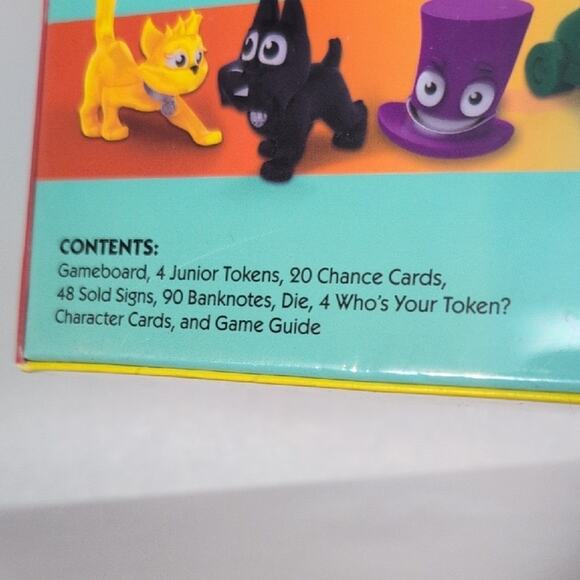 CONTENTS:
Gameboard, 4 Junior Tokens, 20 Chance Cards,
48 Sold Signs, 90 Banknotes, Die, 4 Who's Your Token?
Character Cards, and Game Guide